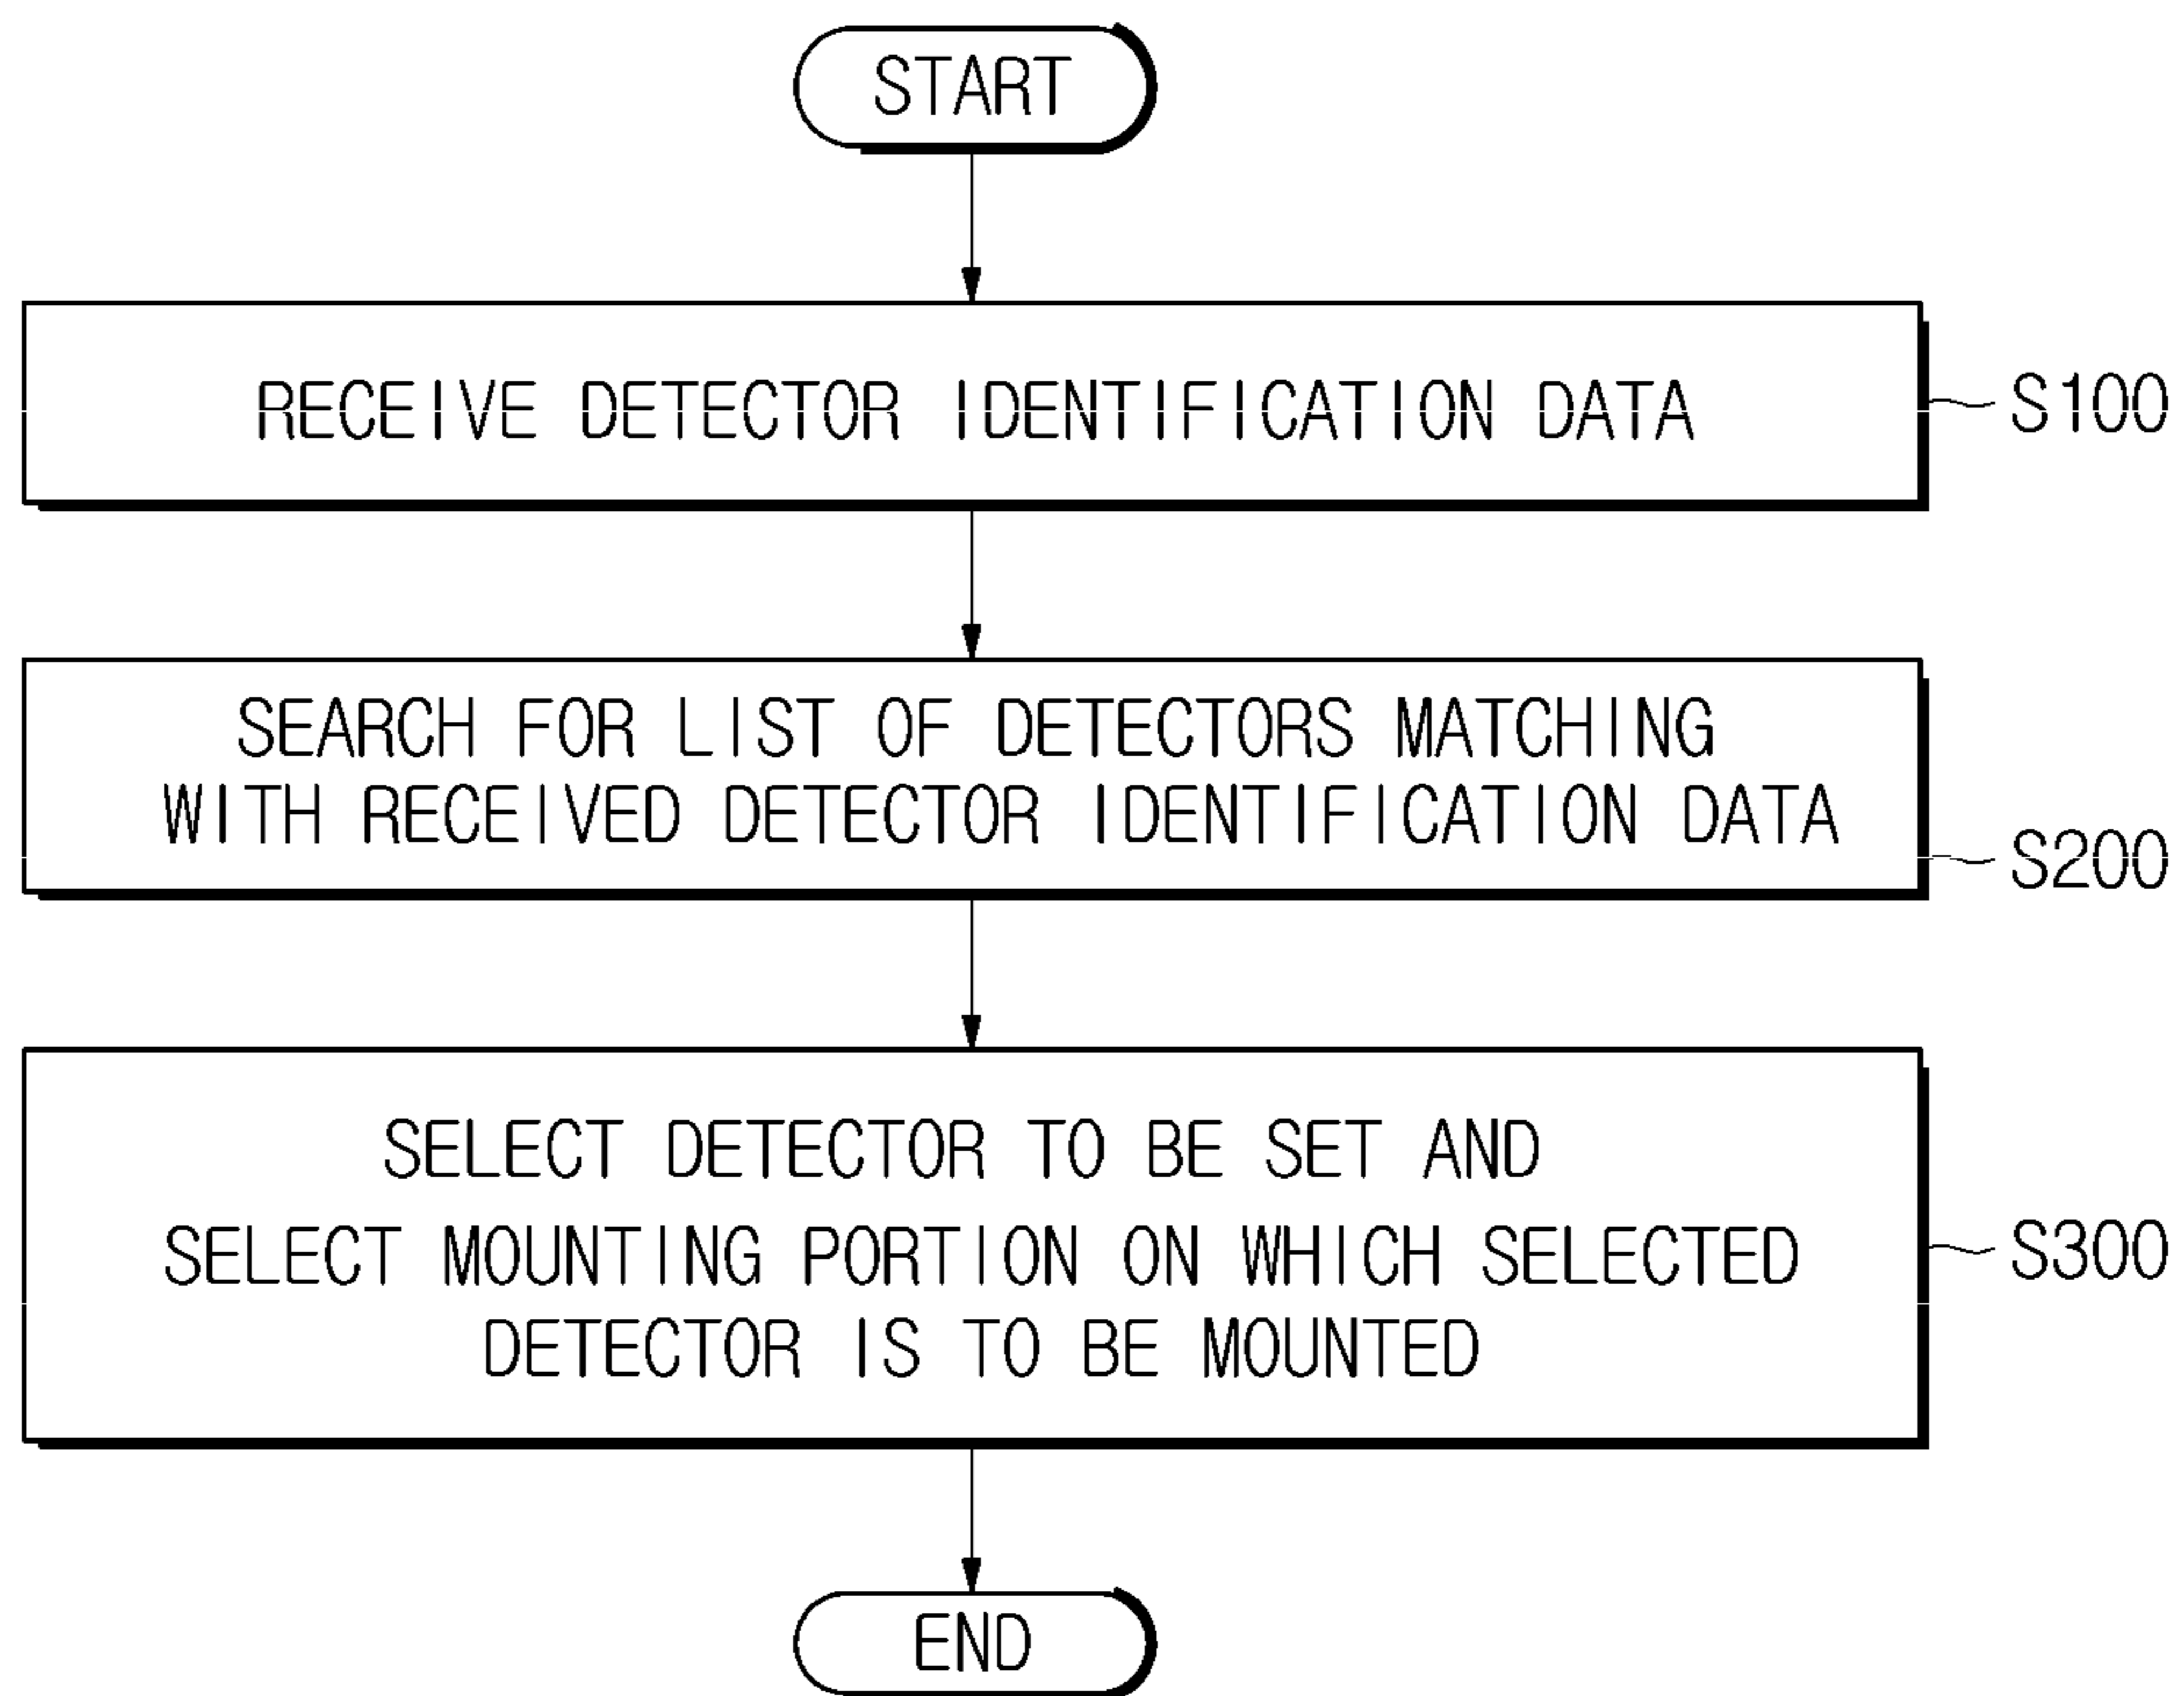 START
RECEIVE DETECTOR IDENTIFICATION DATA
S100
SEARCH FOR LIST OF DETECTORS MATCHING
WITH RECEIVED DETECTOR IDENTIFICATION DATA
S200
SELECT DETECTOR TO BE SET AND
SELECT MOUNTING PORTION ON WHICH SELECTED
DETECTOR IS TO BE MOUNTED
S300
END